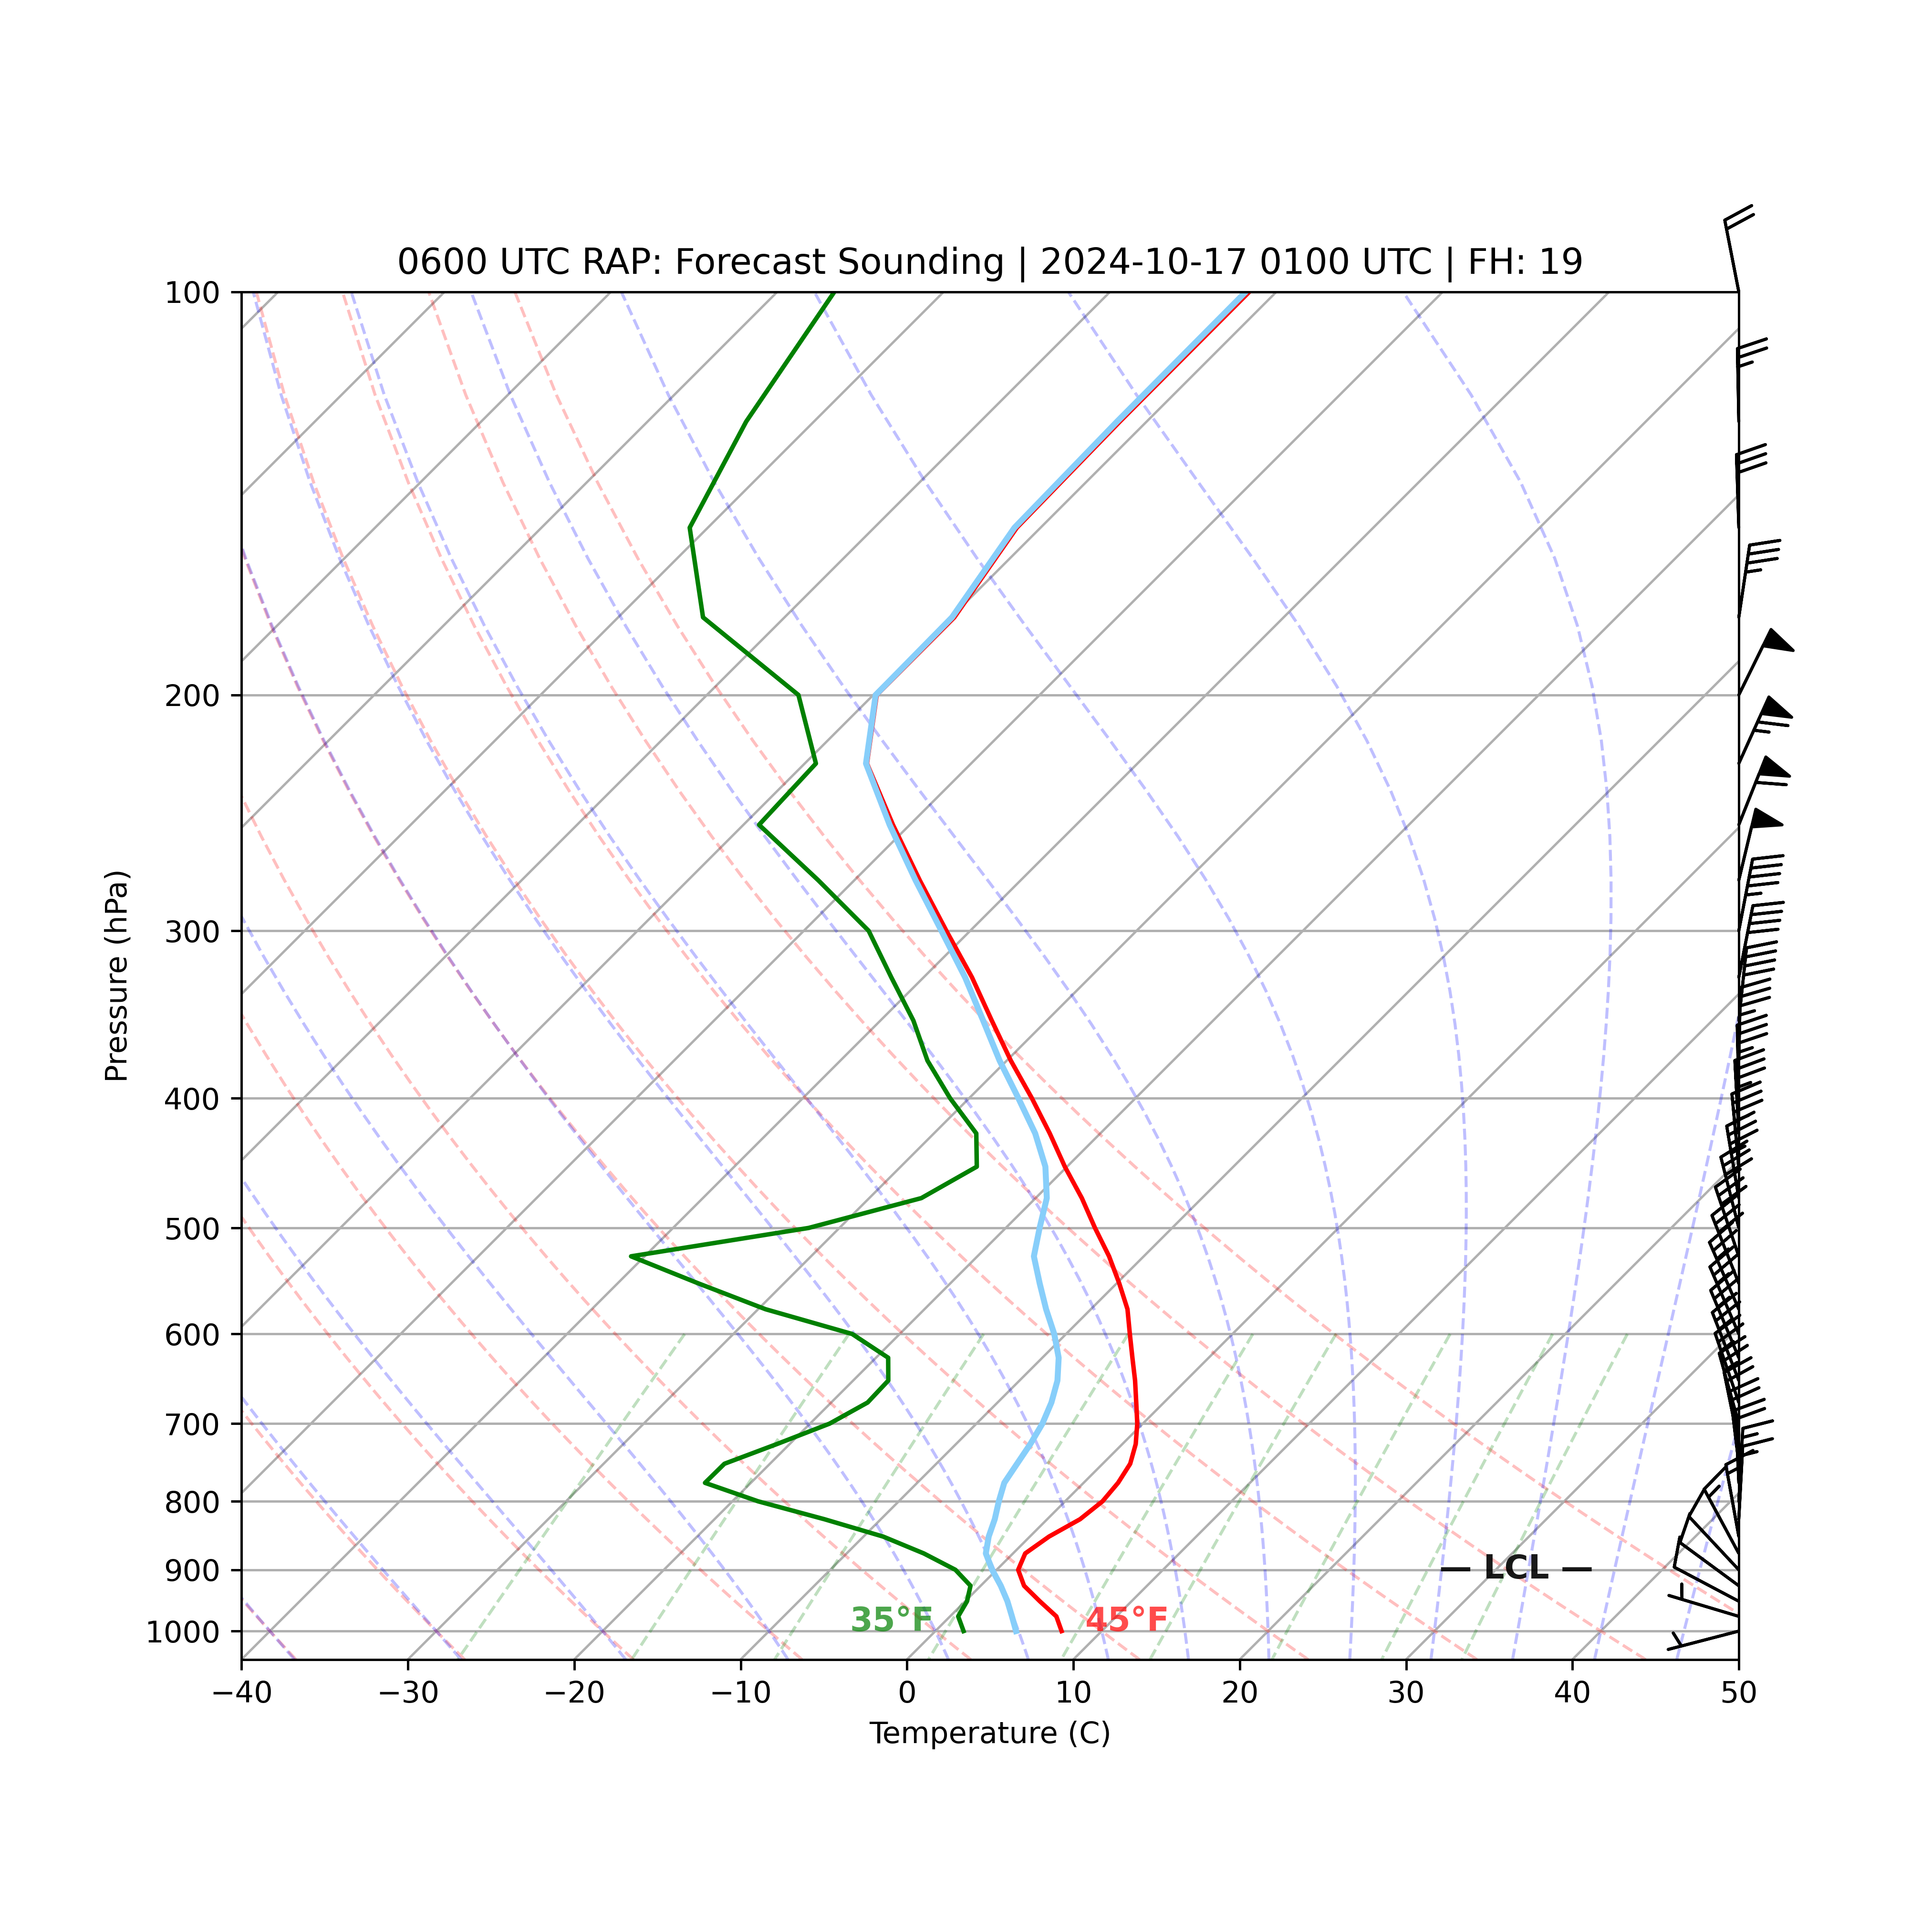 0600 UTC RAP: Forecast Sounding | 2024-10-17 0100 UTC | FH: 19
100
200
300
400
500
600
700
800
900
1000
Pressure (hPa)
— LCL —
35°F
45°F
−40 −30 −20 −10 0 10 20 30 40 50
Temperature (C)